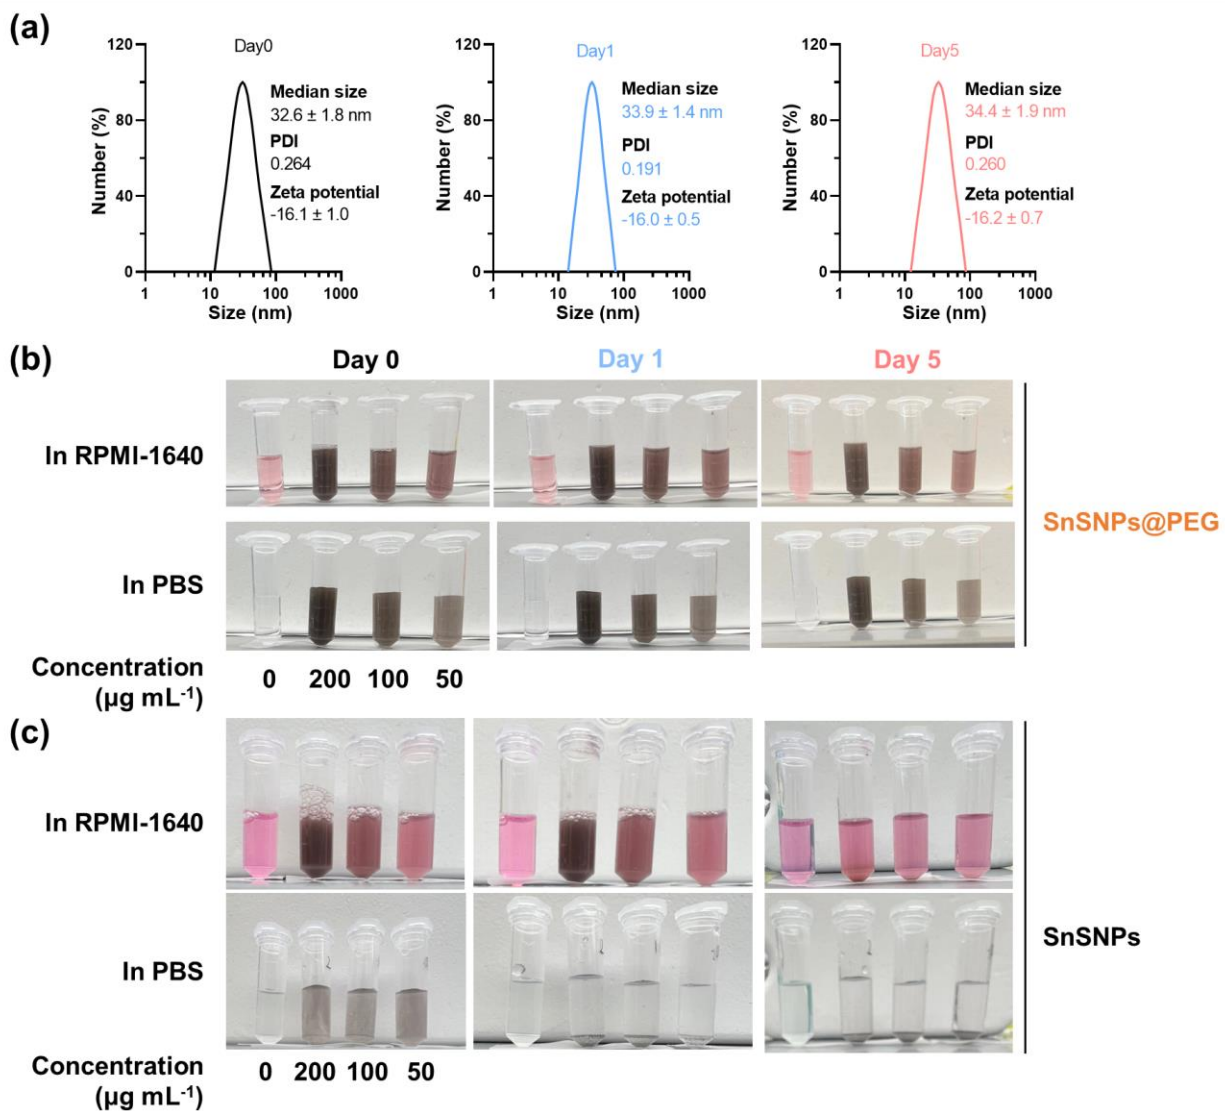 (a)
Day0
120
80
40
0
Number (%)
Median size
32.6 ± 1.8 nm
PDI
0.264
Zeta potential
-16.1 ± 1.0
1 10 100 1000
Size (nm)
Day1
120
80
40
0
Number (%)
Median size
33.9 ± 1.4 nm
PDI
0.191
Zeta potential
-16.0 ± 0.5
1 10 100 1000
Size (nm)
Day5
120
80
40
0
Number (%)
Median size
34.4 ± 1.9 nm
PDI
0.260
Zeta potential
-16.2 ± 0.7
1 10 100 1000
Size (nm)
(b)
Day 0 Day 1 Day 5
In RPMI-1640
SnSNPs@PEG
In PBS
Concentration
(µg mL⁻¹)
0 200 100 50
(c)
In RPMI-1640
SnSNPs
In PBS
Concentration
(µg mL⁻¹)
0 200 100 50